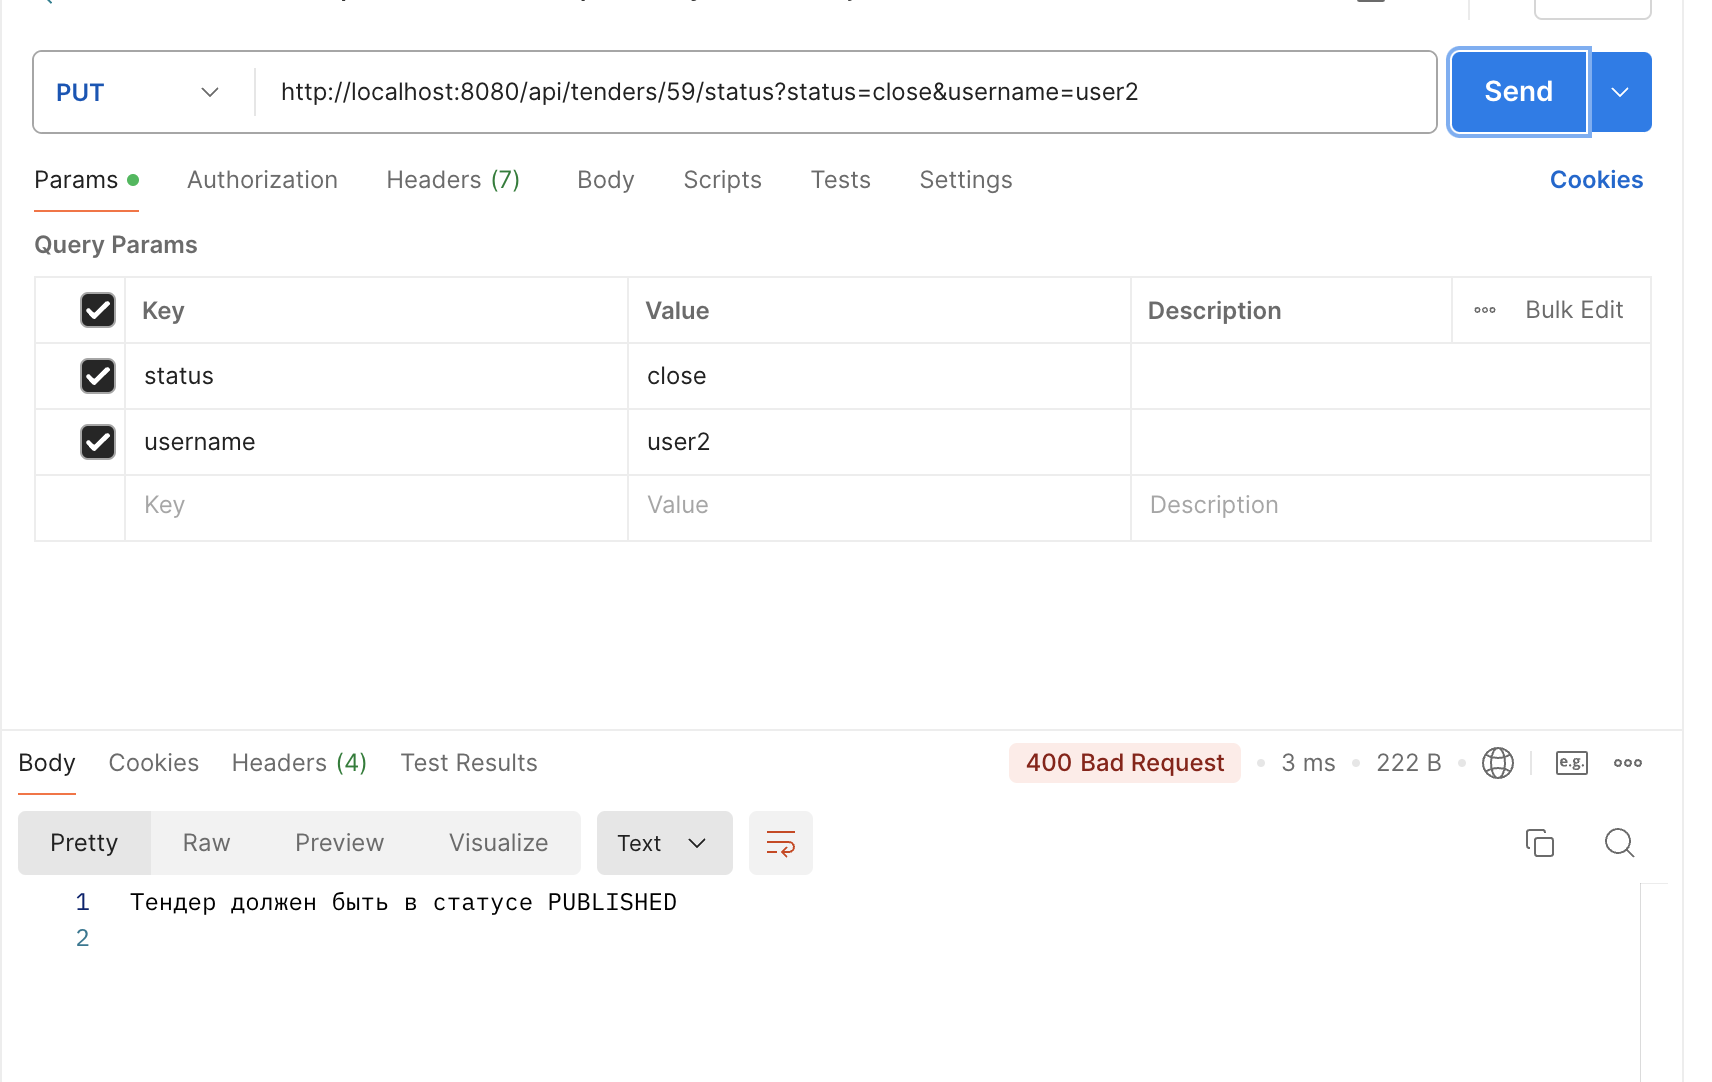 PUT http://localhost:8080/api/tenders/59/status?status=close&username=user2 Send
Params Authorization Headers (7) Body Scripts Tests Settings Cookies
Query Params
Key Value Description Bulk Edit
status close
username user2
Key Value Description
Body Cookies Headers (4) Test Results 400 Bad Request 3 ms 222 B e.g.
Pretty Raw Preview Visualize Text
1 Тендер должен быть в статусе PUBLISHED
2